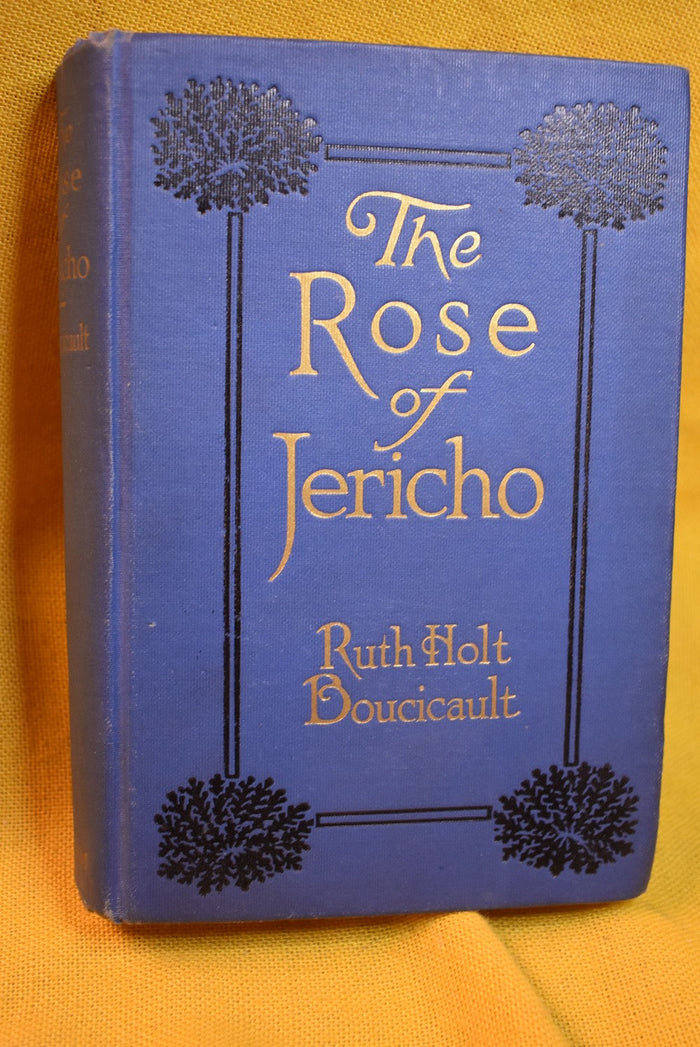 The
Rose
of
Jericho
Ruth Holt
Boucicault